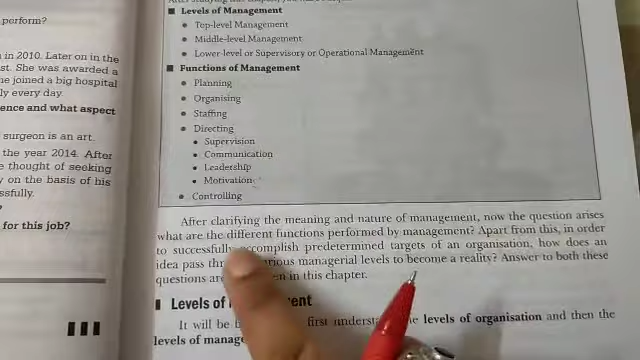 perform?
in 2010. Later on in the
st. She was awarded a
he joined a big hospital
ly every day.
ence and what aspect
surgeon is an art.
the year 2014. After
e thought of seeking
y on the basis of his
ssfully.
?
for this job?
■ Levels of Management
• Top-level Management
• Middle-level Management
• Lower-level or Supervisory or Operational Management
■ Functions of Management
• Planning
• Organising
• Staffing
• Directing
• Supervision
• Communication
• Leadership
• Motivation
• Controlling
After clarifying the meaning and nature of management, now the question arises
what are the different functions performed by management? Apart from this, in order
to successfully accomplish predetermined targets of an organisation, how does an
idea pass managerial levels to become a reality? Answer to both these
questions in this chapter.
Levels of
It will be first the levels of organisation and then the
levels of